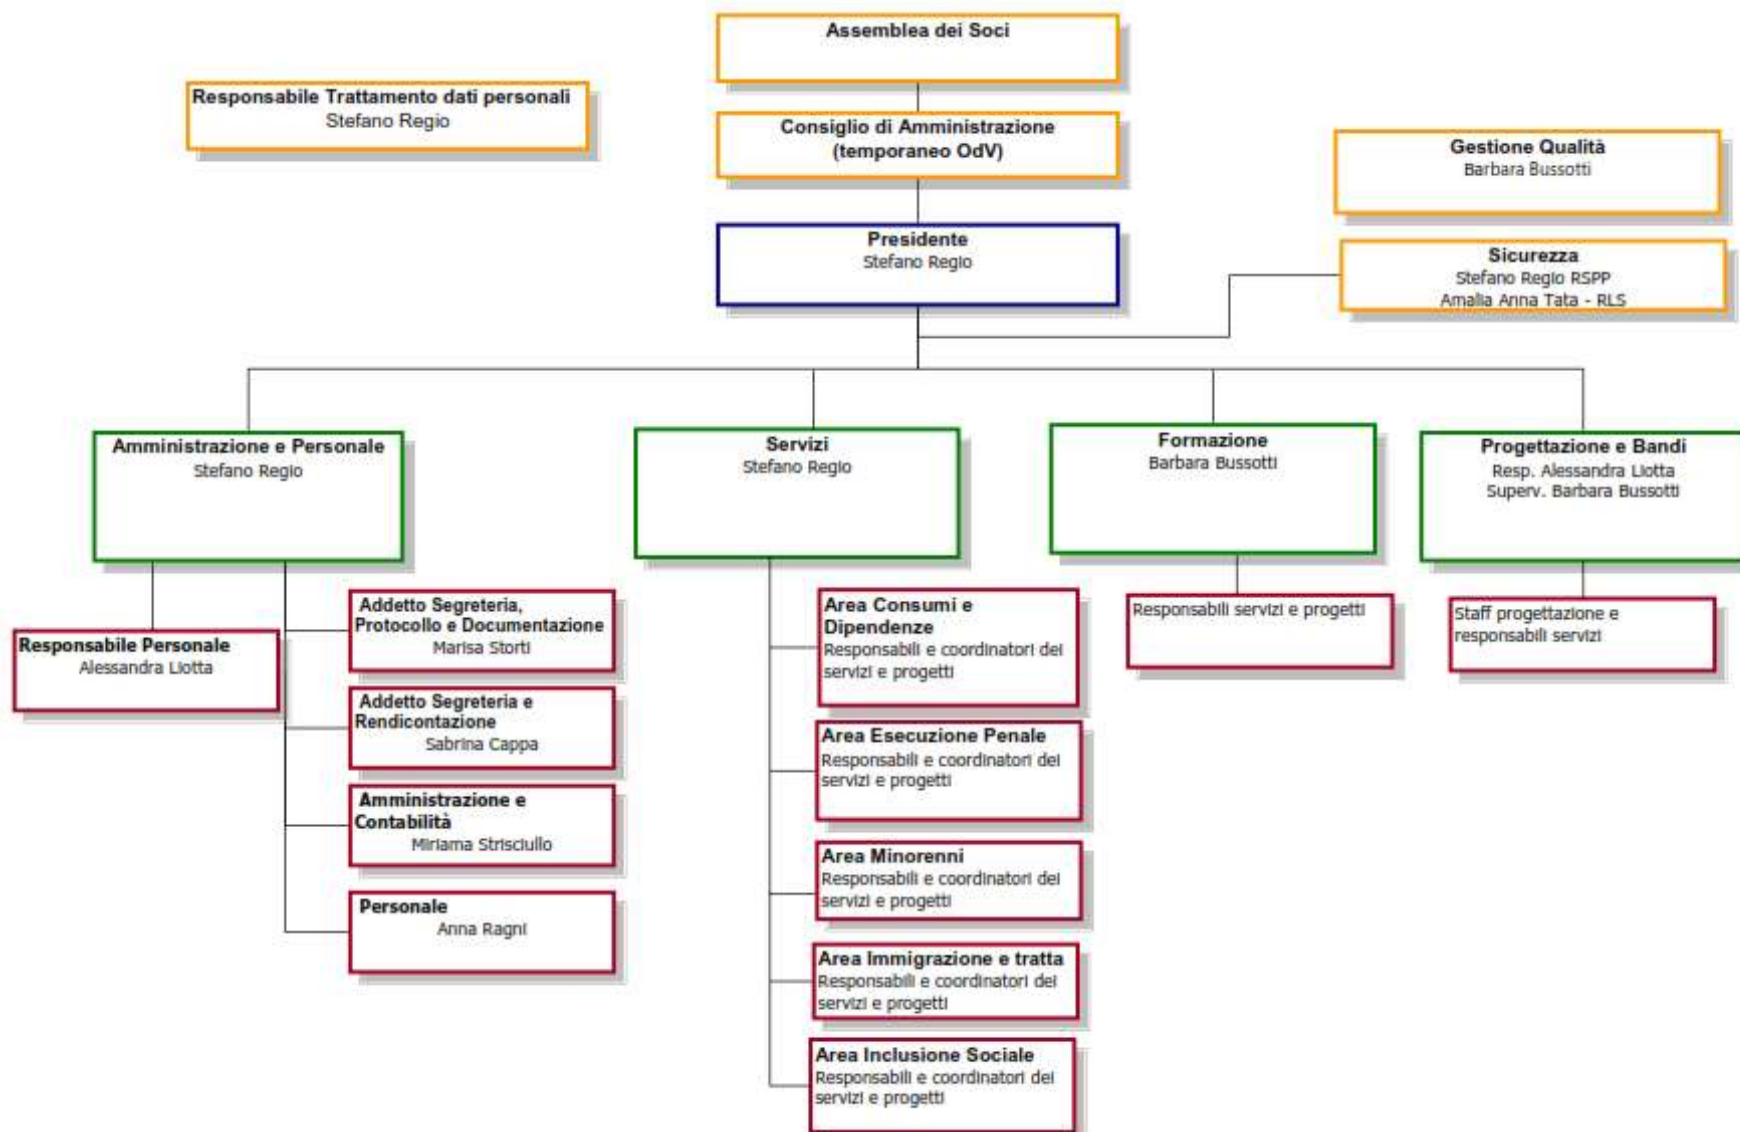 Assemblea dei Soci
Responsabile Trattamento dati personali
Stefano Regio
Consiglio di Amministrazione
(temporaneo OdV)
Gestione Qualità
Barbara Bussotti
Presidente
Stefano Regio
Sicurezza
Stefano Regio RSPP
Amalia Anna Tata - RLS
Amministrazione e Personale
Stefano Regio
Servizi
Stefano Regio
Formazione
Barbara Bussotti
Progettazione e Bandi
Resp. Alessandra Liotta
Superv. Barbara Bussotti
Responsabile Personale
Alessandra Liotta
Addetto Segreteria,
Protocollo e Documentazione
Marisa Storti
Addetto Segreteria e
Rendicontazione
Sabrina Cappa
Amministrazione e
Contabilità
Miriama Strisciullo
Personale
Anna Ragni
Area Consumi e
Dipendenze
Responsabili e coordinatori dei
servizi e progetti
Area Esecuzione Penale
Responsabili e coordinatori dei
servizi e progetti
Area Minorenni
Responsabili e coordinatori dei
servizi e progetti
Area Immigrazione e tratta
Responsabili e coordinatori dei
servizi e progetti
Area Inclusione Sociale
Responsabili e coordinatori dei
servizi e progetti
Responsabili servizi e progetti
Staff progettazione e
responsabili servizi